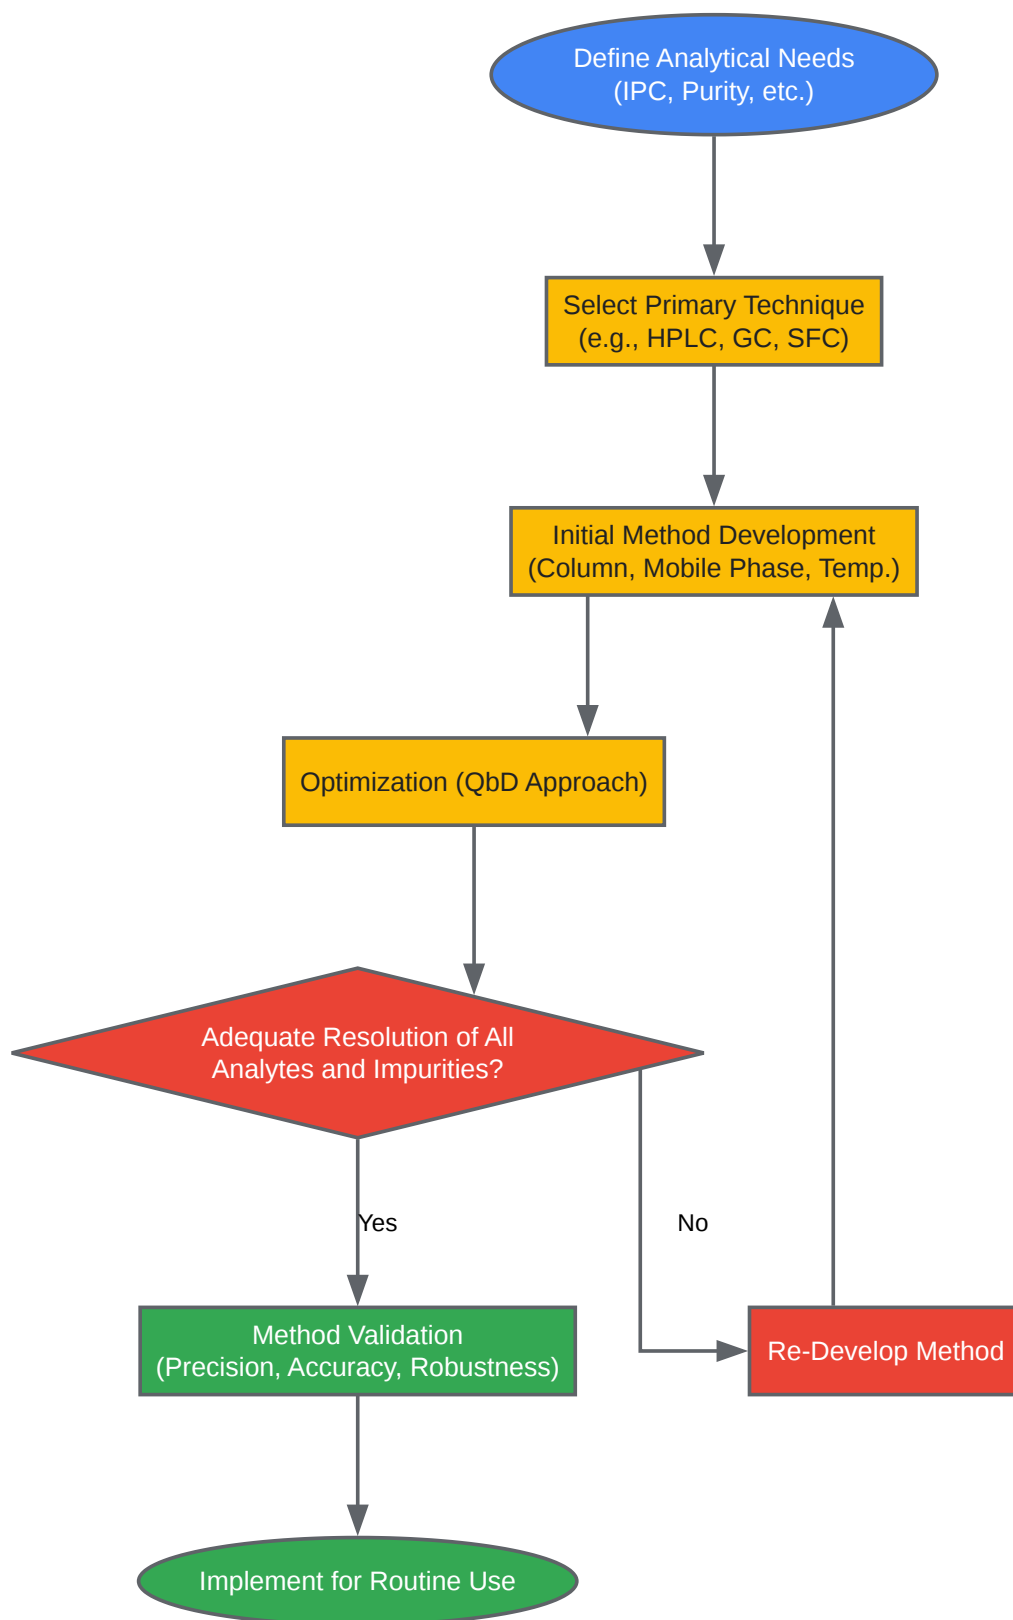 Define Analytical Needs
(IPC, Purity, etc.)
Select Primary Technique
(e.g., HPLC, GC, SFC)
Initial Method Development
(Column, Mobile Phase, Temp.)
Optimization (QbD Approach)
Adequate Resolution of All
Analytes and Impurities?
Yes
No
Method Validation
(Precision, Accuracy, Robustness)
Re-Develop Method
Implement for Routine Use